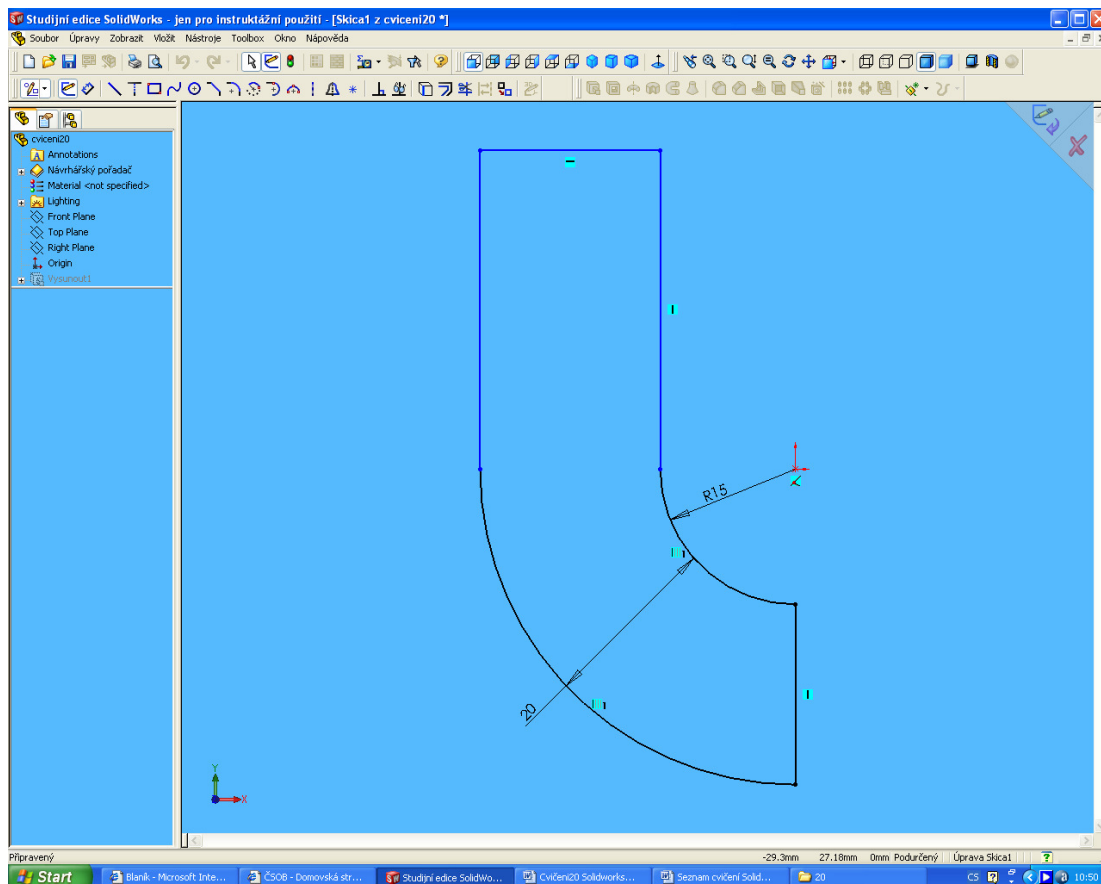 Studijní edice SolidWorks - jen pro instruktážní použití - [Skica1 z cviceni20 *]
Soubor Úpravy Zobrazit Vložit Nástroje Toolbox Okno Nápověda
cviceni20
Annotations
Návrhářský pořadač
Material <not specified>
Lighting
Front Plane
Top Plane
Right Plane
Origin
Vysunout1
R15
20
Y
X
Připravený
-29.3mm 27.18mm 0mm Podurčený Úprava Skica1
Start Blaník - Microsoft Inte... ČSOB - Domovská str... Studijní edice SolidWo... Cvičení20 Solidworks... Seznam cvičení Solid... 20 CS 10:50